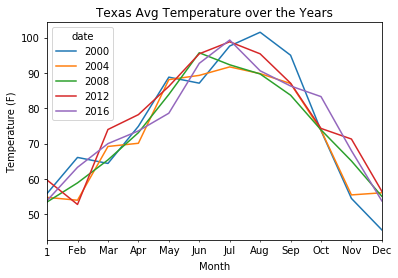 Texas Avg Temperature over the Years
date
2000
2004
2008
2012
2016
Temperature (F)
100
90
80
70
60
50
1 Feb Mar Apr May Jun Jul Aug Sep Oct Nov Dec
Month